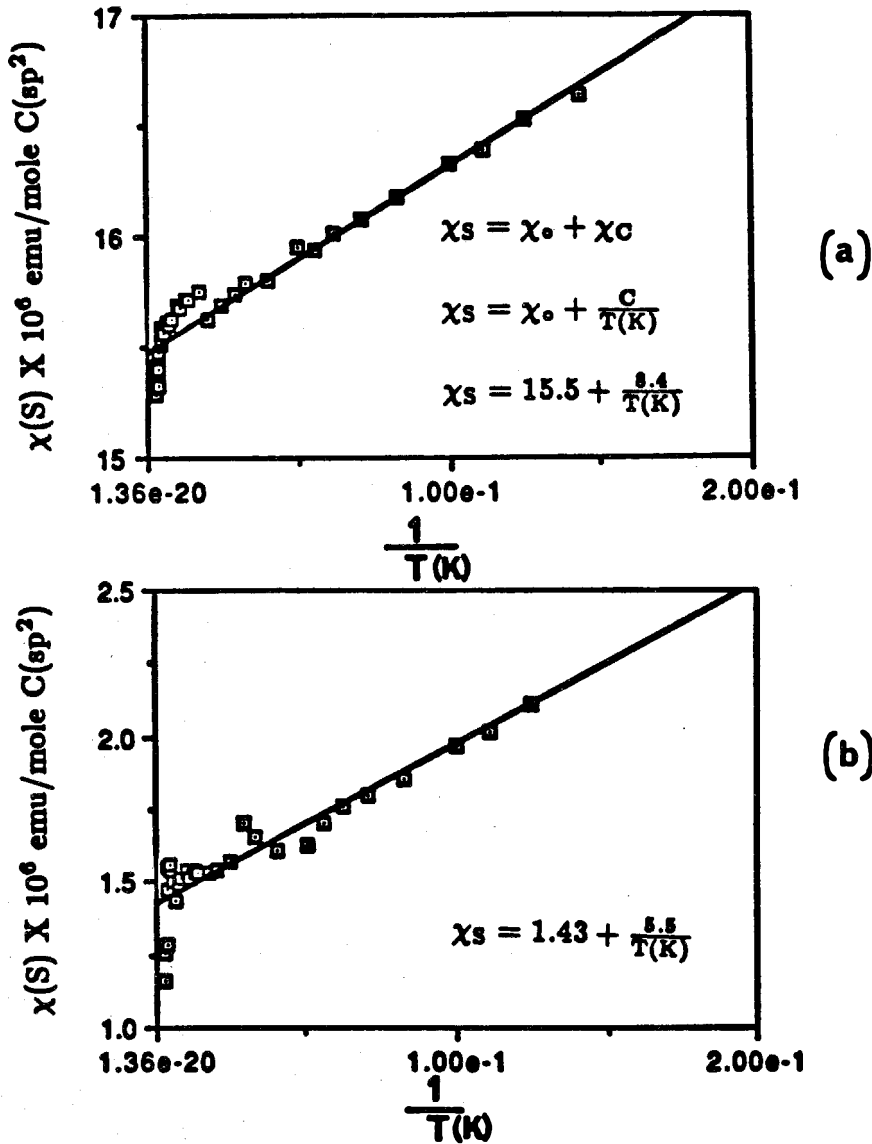 χ(S) X 10⁶ emu/mole C(sp²)
17
16
15
1.36e-20
1.00e-1
2.00e-1
1
T(K)
χs = χ₀ + χC
χs = χ₀ + C/T(K)
χs = 15.5 + 8.4/T(K)
(a)
χ(S) X 10⁶ emu/mole C(sp²)
2.5
2.0
1.5
1.0
1.36e-20
1.00e-1
2.00e-1
1
T(K)
χs = 1.43 + 5.5/T(K)
(b)